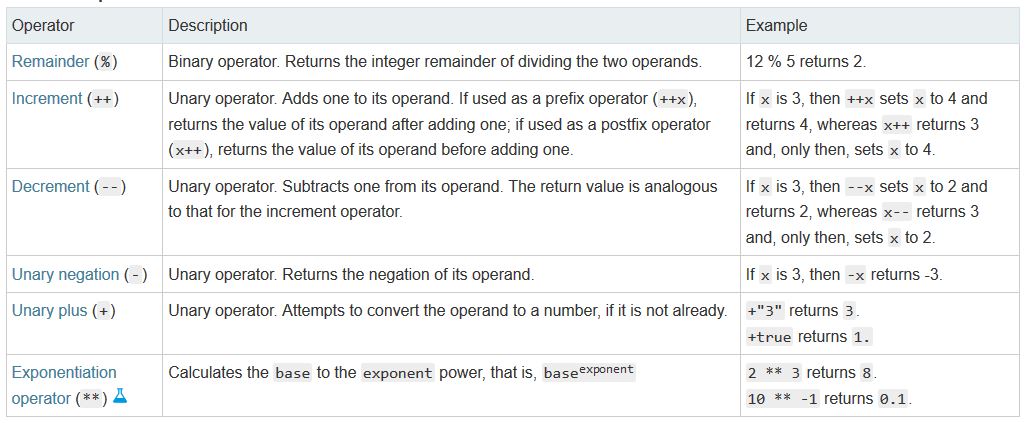 Operator Description Example
Remainder (%) Binary operator. Returns the integer remainder of dividing the two operands. 12 % 5 returns 2.
Increment (++) Unary operator. Adds one to its operand. If used as a prefix operator (++x),
returns the value of its operand after adding one; if used as a postfix operator
(x++), returns the value of its operand before adding one.
If x is 3, then ++x sets x to 4 and
returns 4, whereas x++ returns 3
and, only then, sets x to 4.
Decrement (--) Unary operator. Subtracts one from its operand. The return value is analogous
to that for the increment operator.
If x is 3, then --x sets x to 2 and
returns 2, whereas x-- returns 3
and, only then, sets x to 2.
Unary negation (-) Unary operator. Returns the negation of its operand. If x is 3, then -x returns -3.
Unary plus (+) Unary operator. Attempts to convert the operand to a number, if it is not already. +"3" returns 3.
+true returns 1.
Exponentiation
operator (**)
Calculates the base to the exponent power, that is, base^exponent
2 ** 3 returns 8.
10 ** -1 returns 0.1.